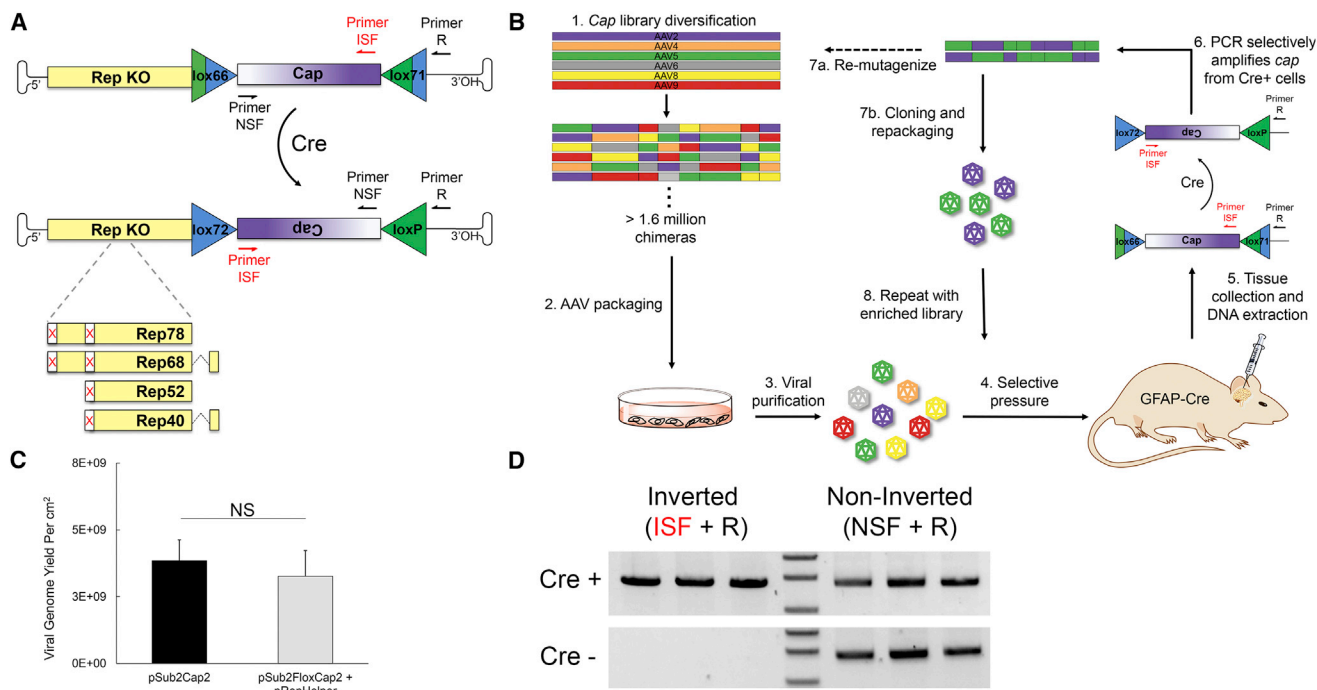 A
Primer
ISF
Primer
R
5'
Rep KO
lox66
Cap
lox71
3'OH
Primer
NSF
Cre
Primer
NSF
Primer
R
5'
Rep KO
lox72
Cap
loxP
3'OH
Primer
ISF
X X Rep78
X X Rep68
X Rep52
X Rep40
B
1. Cap library diversification
AAV2
AAV4
AAV5
AAV6
AAV8
AAV9
> 1.6 million
chimeras
2. AAV packaging
3. Viral
purification
4. Selective
pressure
GFAP-Cre
5. Tissue
collection and
DNA extraction
lox66
Cap
lox71
Primer
ISF
Primer
R
Cre
lox72
Cap
loxP
Primer
ISF
Primer
R
6. PCR selectively
amplifies cap
from Cre+ cells
7a. Re-mutagenize
7b. Cloning and
repackaging
8. Repeat with
enriched library
C
Viral Genome Yield Per cm2
8E+09
5E+09
3E+09
0E+00
NS
pSub2Cap2
pSub2FloxCap2 +
pRepHelper
D
Inverted
(ISF + R)
Non-Inverted
(NSF + R)
Cre +
Cre -